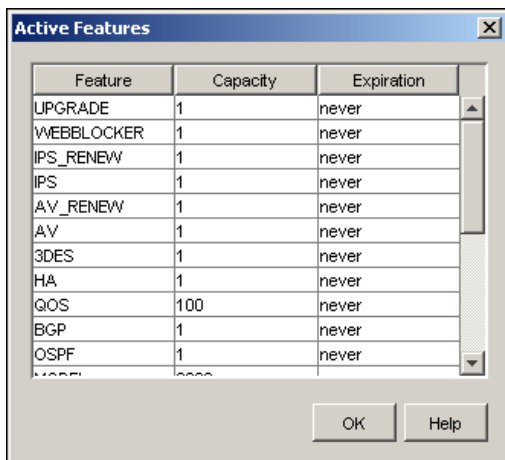 Active Features
Feature Capacity Expiration
UPGRADE 1 never
WEBBLOCKER 1 never
IPS_RENEW 1 never
IPS 1 never
AV_RENEW 1 never
AV 1 never
3DES 1 never
HA 1 never
QOS 100 never
BGP 1 never
OSPF 1 never
OK Help